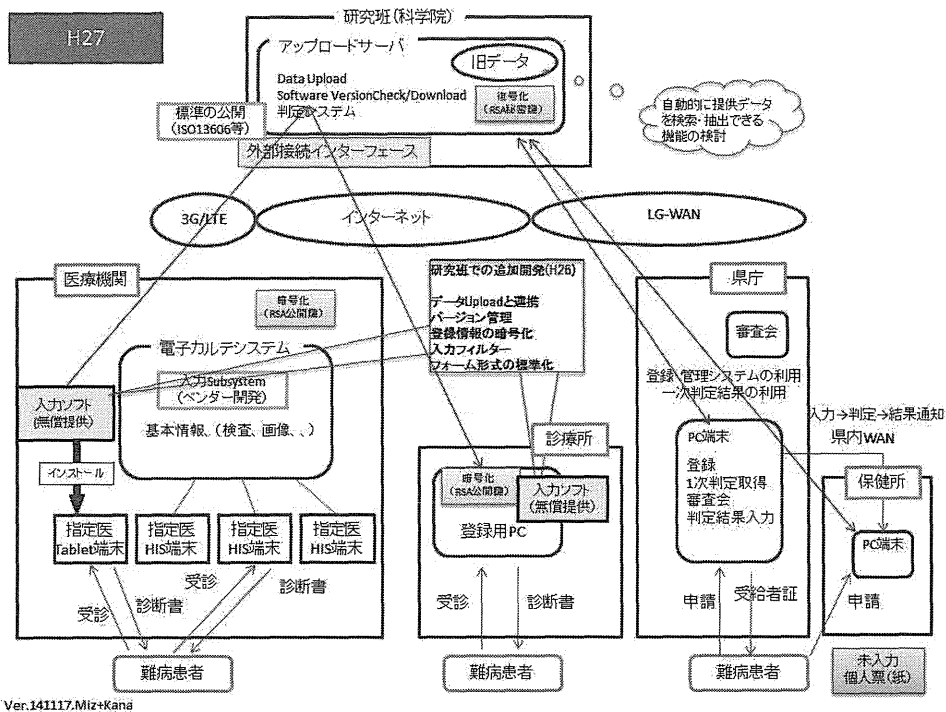 H27
研究班(科学院)
アップロードサーバ
旧データ
Data Upload
Software VersionCheck/Download
判定システム
復号化
(RSA秘密鍵)
標準の公開
(ISO13606等)
外部接続インターフェース
自動的に提供データ
を検索・抽出できる
機能の検討
3G/LTE
インターネット
LG-WAN
医療機関
暗号化
(RSA公開鍵)
電子カルテシステム
入力Subsystem
(ベンダー開発)
基本情報、(検査、画像、、)
入力ソフト
(無償提供)
インストール
指定医
Tablet端末
指定医
HIS端末
指定医
HIS端末
指定医
HIS端末
受診
診断書
受診
診断書
難病患者
研究班での追加開発(H26)
データUploadと連携
バージョン管理
登録情報の暗号化
入力フィルター
フォーム形式の標準化
診療所
暗号化
(RSA公開鍵)
入力ソフト
(無償提供)
登録用PC
受診
診断書
難病患者
県庁
審査会
登録・管理システムの利用
一次判定結果の利用
PC端末
登録
1次判定取得
審査会
判定結果入力
入力→判定→結果通知
県内WAN
保健所
PC端末
申請
受給者証
申請
難病患者
未入力
個人票(紙)
Ver.141117.Miz+Kana